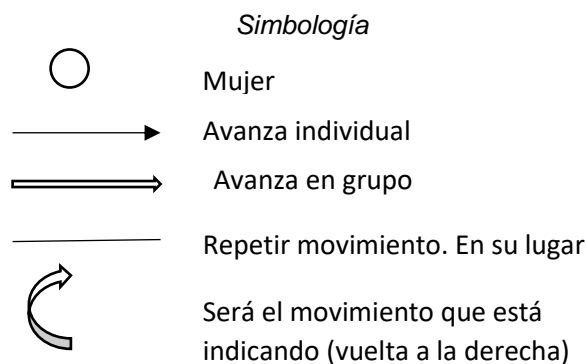 Simbología
Mujer
Avanza individual
Avanza en grupo
Repetir movimiento. En su lugar
Será el movimiento que está
indicando (vuelta a la derecha)